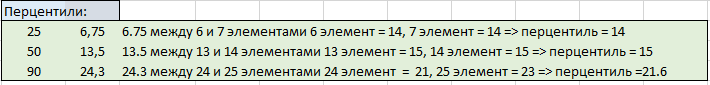 Перцентили:
25 6,75 6.75 между 6 и 7 элементами 6 элемент = 14, 7 элемент = 14 => перцентиль = 14
50 13,5 13.5 между 13 и 14 элементами 13 элемент = 15, 14 элемент = 15 => перцентиль = 15
90 24,3 24.3 между 24 и 25 элементами 24 элемент = 21, 25 элемент = 23 => перцентиль =21.6